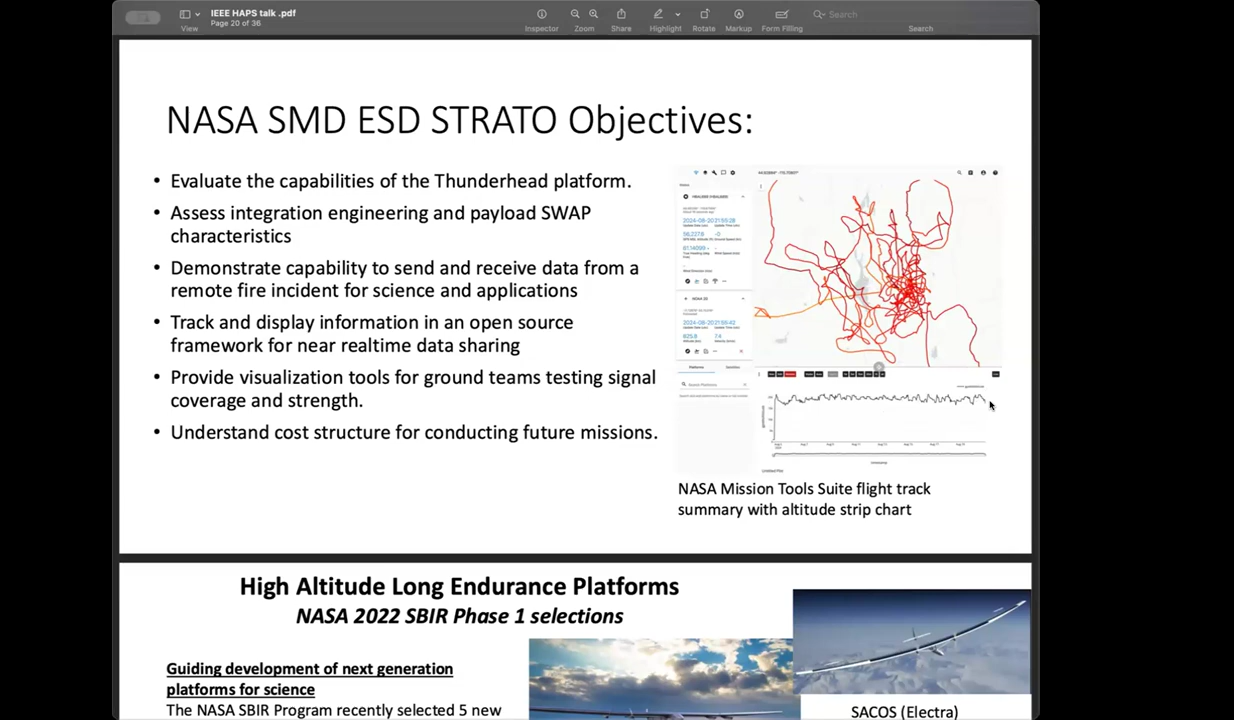 IEEE HAPS talk .pdf
Page 20 of 36
View
Inspector
Zoom
Share
Highlight
Rotate
Markup
Form Filling
Search
Search
NASA SMD ESD STRATO Objectives:
• Evaluate the capabilities of the Thunderhead platform.
• Assess integration engineering and payload SWAP
characteristics
• Demonstrate capability to send and receive data from a
remote fire incident for science and applications
• Track and display information in an open source
framework for near realtime data sharing
• Provide visualization tools for ground teams testing signal
coverage and strength.
• Understand cost structure for conducting future missions.
Platforms
Search Platforms
NASA Mission Tools Suite flight track
summary with altitude strip chart
High Altitude Long Endurance Platforms
NASA 2022 SBIR Phase 1 selections
Guiding development of next generation
platforms for science
The NASA SBIR Program recently selected 5 new
SACOS (Electra)